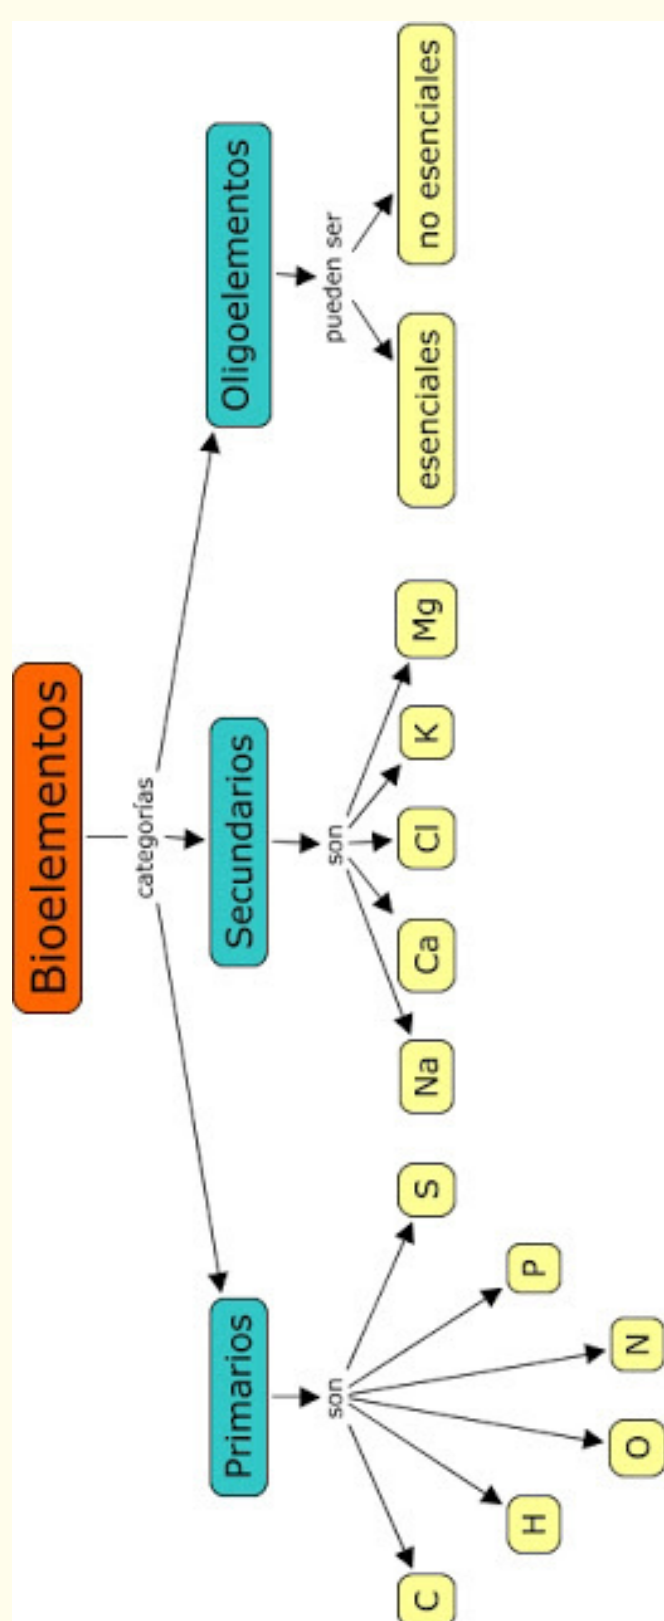 Bioelementos
categorías
Primarios
Secundarios
Oligoelementos
son
son
pueden ser
C
H
O
N
P
S
Na
Ca
Cl
K
Mg
esenciales
no esenciales